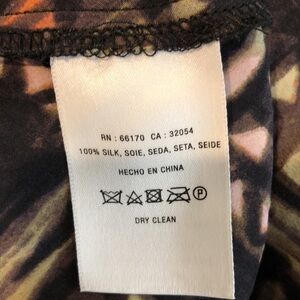 RN : 66170 CA : 32054
100% SILK, SOIE, SEDA, SETA, SEIDE
HECHO EN CHINA
P
DRY CLEAN